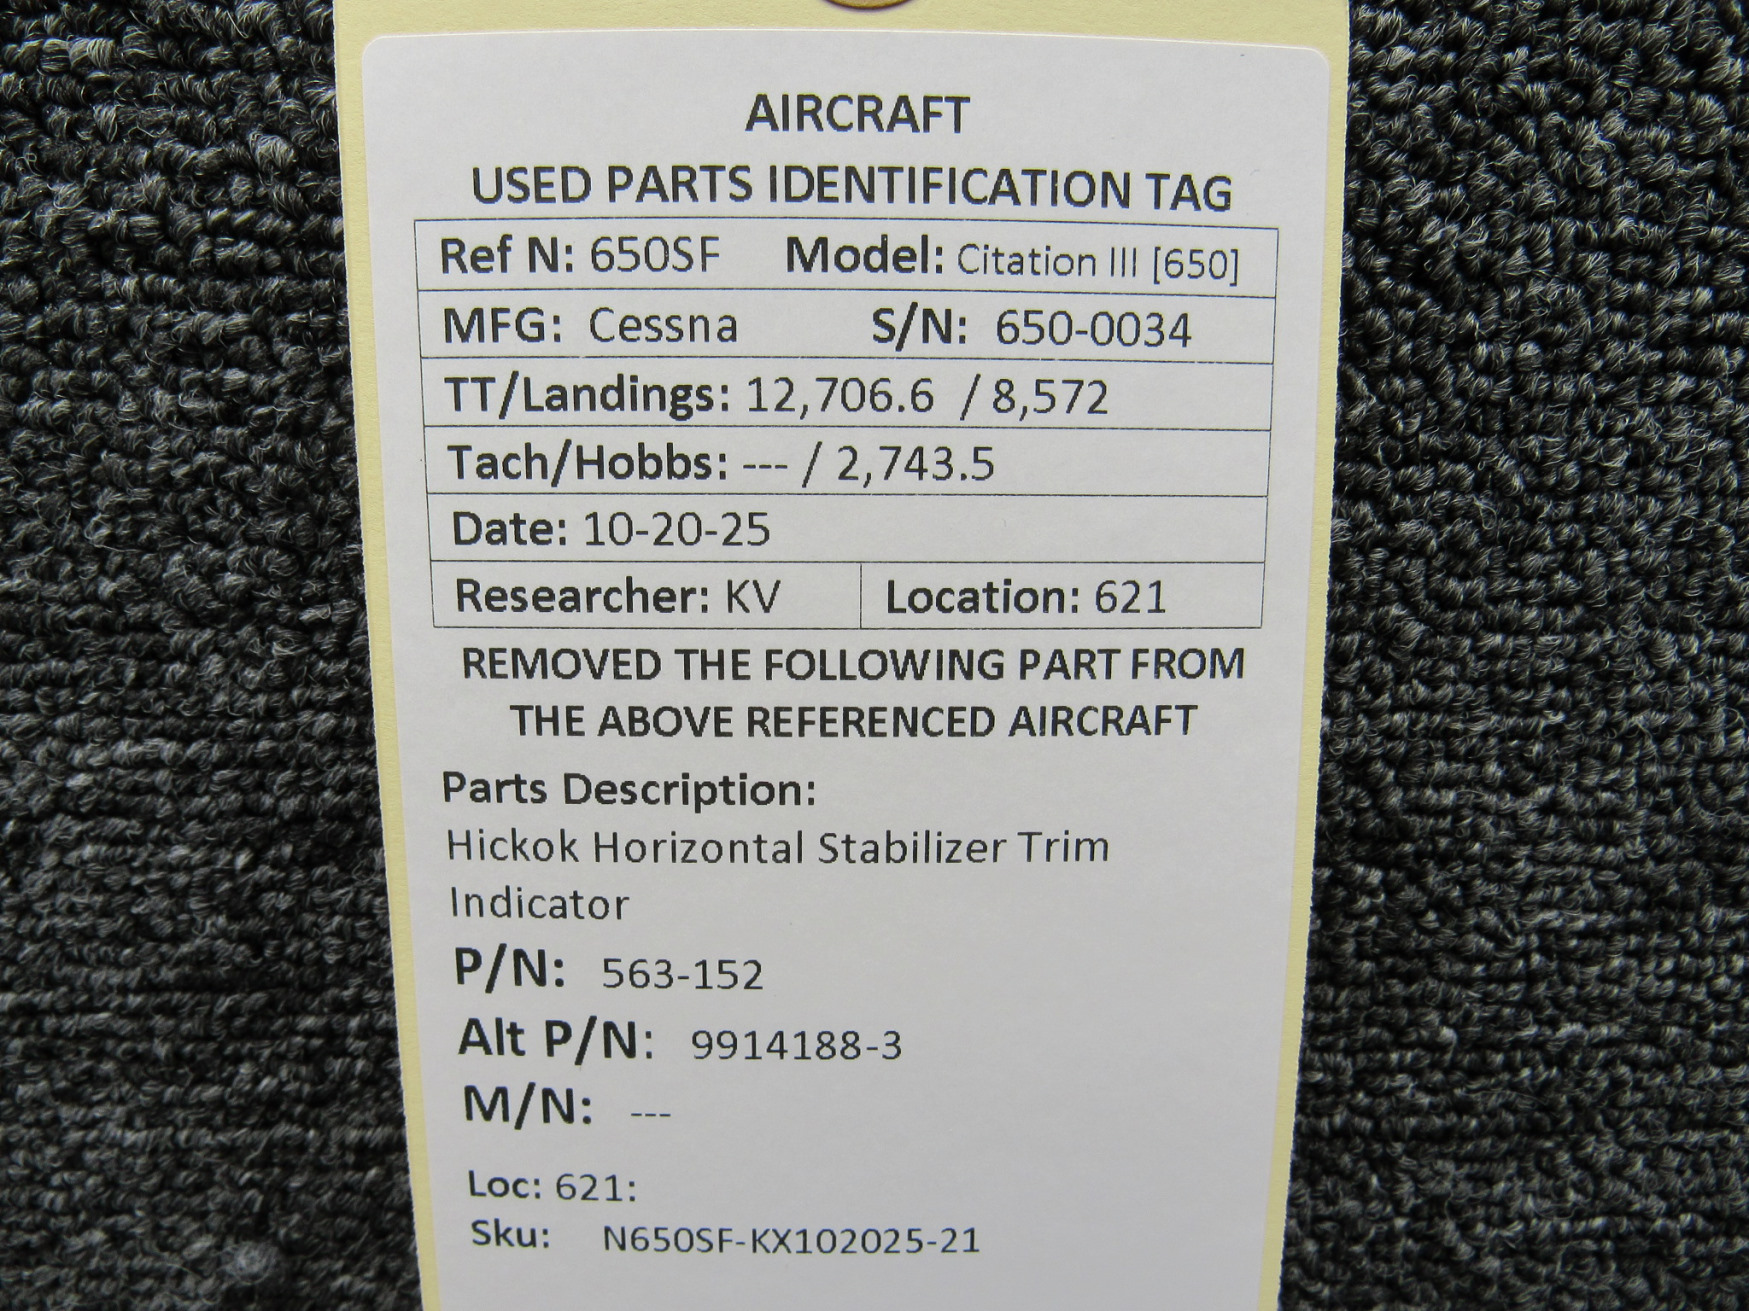 AIRCRAFT
USED PARTS IDENTIFICATION TAG
Ref N: 650SF Model: Citation III [650]
MFG: Cessna S/N: 650-0034
TT/Landings: 12,706.6 / 8,572
Tach/Hobbs: --- / 2,743.5
Date: 10-20-25
Researcher: KV Location: 621
REMOVED THE FOLLOWING PART FROM
THE ABOVE REFERENCED AIRCRAFT
Parts Description:
Hickok Horizontal Stabilizer Trim
Indicator
P/N: 563-152
Alt P/N: 9914188-3
M/N: ---
Loc: 621:
Sku: N650SF-KX102025-21